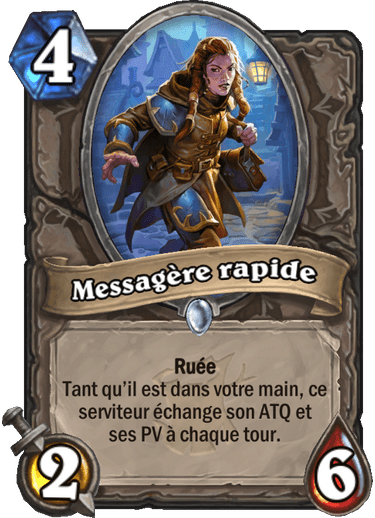 4
Messagère rapide
Ruée
Tant qu'il est dans votre main, ce
serviteur échange son ATQ et
ses PV à chaque tour.
2
6